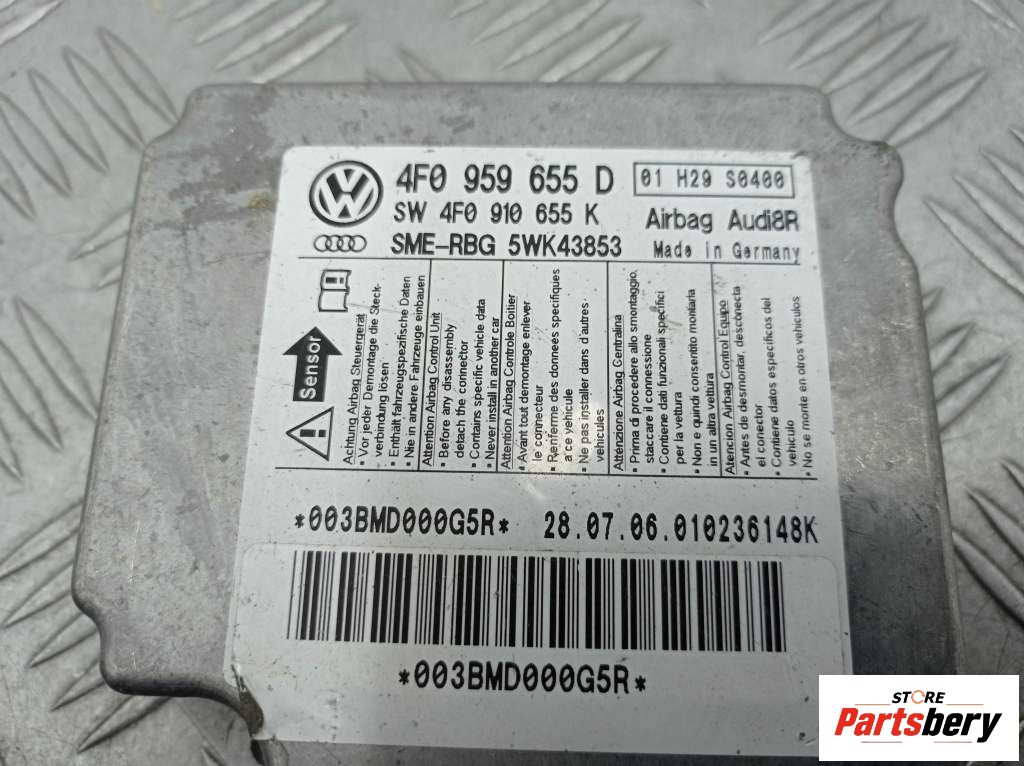 4F0 959 655 D
01 H29 S0400
SW 4F0 910 655 K
Airbag Audi8R
SME-RBG 5WK43853
Made in Germany
Sensor
Achtung Airbag Steuergerät
• Vor jeder Demontage die Steck-
verbindung lösen
• Enthält fahrzeugspezifische Daten
• Nie in andere Fahrzeuge einbauen
Attention Airbag Control Unit
• Before any disassembly
detach the connector
• Contains specific vehicle data
• Never install in another car
Attention Airbag Controle Boitier
• Avant tout demontage enlever
le connecteur
• Renferme des donnees specifiques
a ce vehicule
• Ne pas installer dans d'autres
vehicules
Attenzione Airbag Centralina
• Prima di procedere allo smontaggio,
staccare il connessione
• Contiene dati funzionali specifici
per la vettura
• Non e quindi consentito montarla
in un altra vettura
Atencion Airbag Control Equipo
• Antes de desmontar, desconecta
el conector
• Contiene datos especificos del
vehiculo
• No se monte en otros vehiculos
*003BMD000G5R*
28.07.06.010236148K
*003BMD000G5R*
STORE
Partsbery